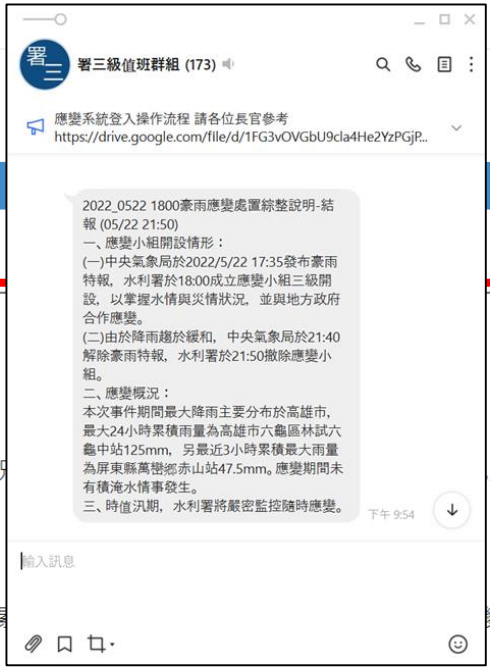 署三
署三級值班群組 (173)
應變系統登入操作流程 請各位長官參考
https://drive.google.com/file/d/1FG3vOVGbU9cla4He2YzPGjP...
2022_0522 1800豪雨應變處置綜整說明-結
報 (05/22 21:50)
一、應變小組開設情形：
(一)中央氣象局於2022/5/22 17:35發布豪雨
特報，水利署於18:00成立應變小組三級開
設，以掌握水情與災情狀況，並與地方政府
合作應變。
(二)由於降雨趨於緩和，中央氣象局於21:40
解除豪雨特報，水利署於21:50撤除應變小
組。
二、應變概況：
本次事件期間最大降雨主要分布於高雄市，
最大24小時累積雨量為高雄市六龜區林試六
龜中站125mm，另最近3小時累積最大雨量
為屏東縣萬巒鄉赤山站47.5mm。應變期間未
有積淹水情事發生。
三、時值汛期，水利署將嚴密監控隨時應變。
下午 9:54
輸入訊息